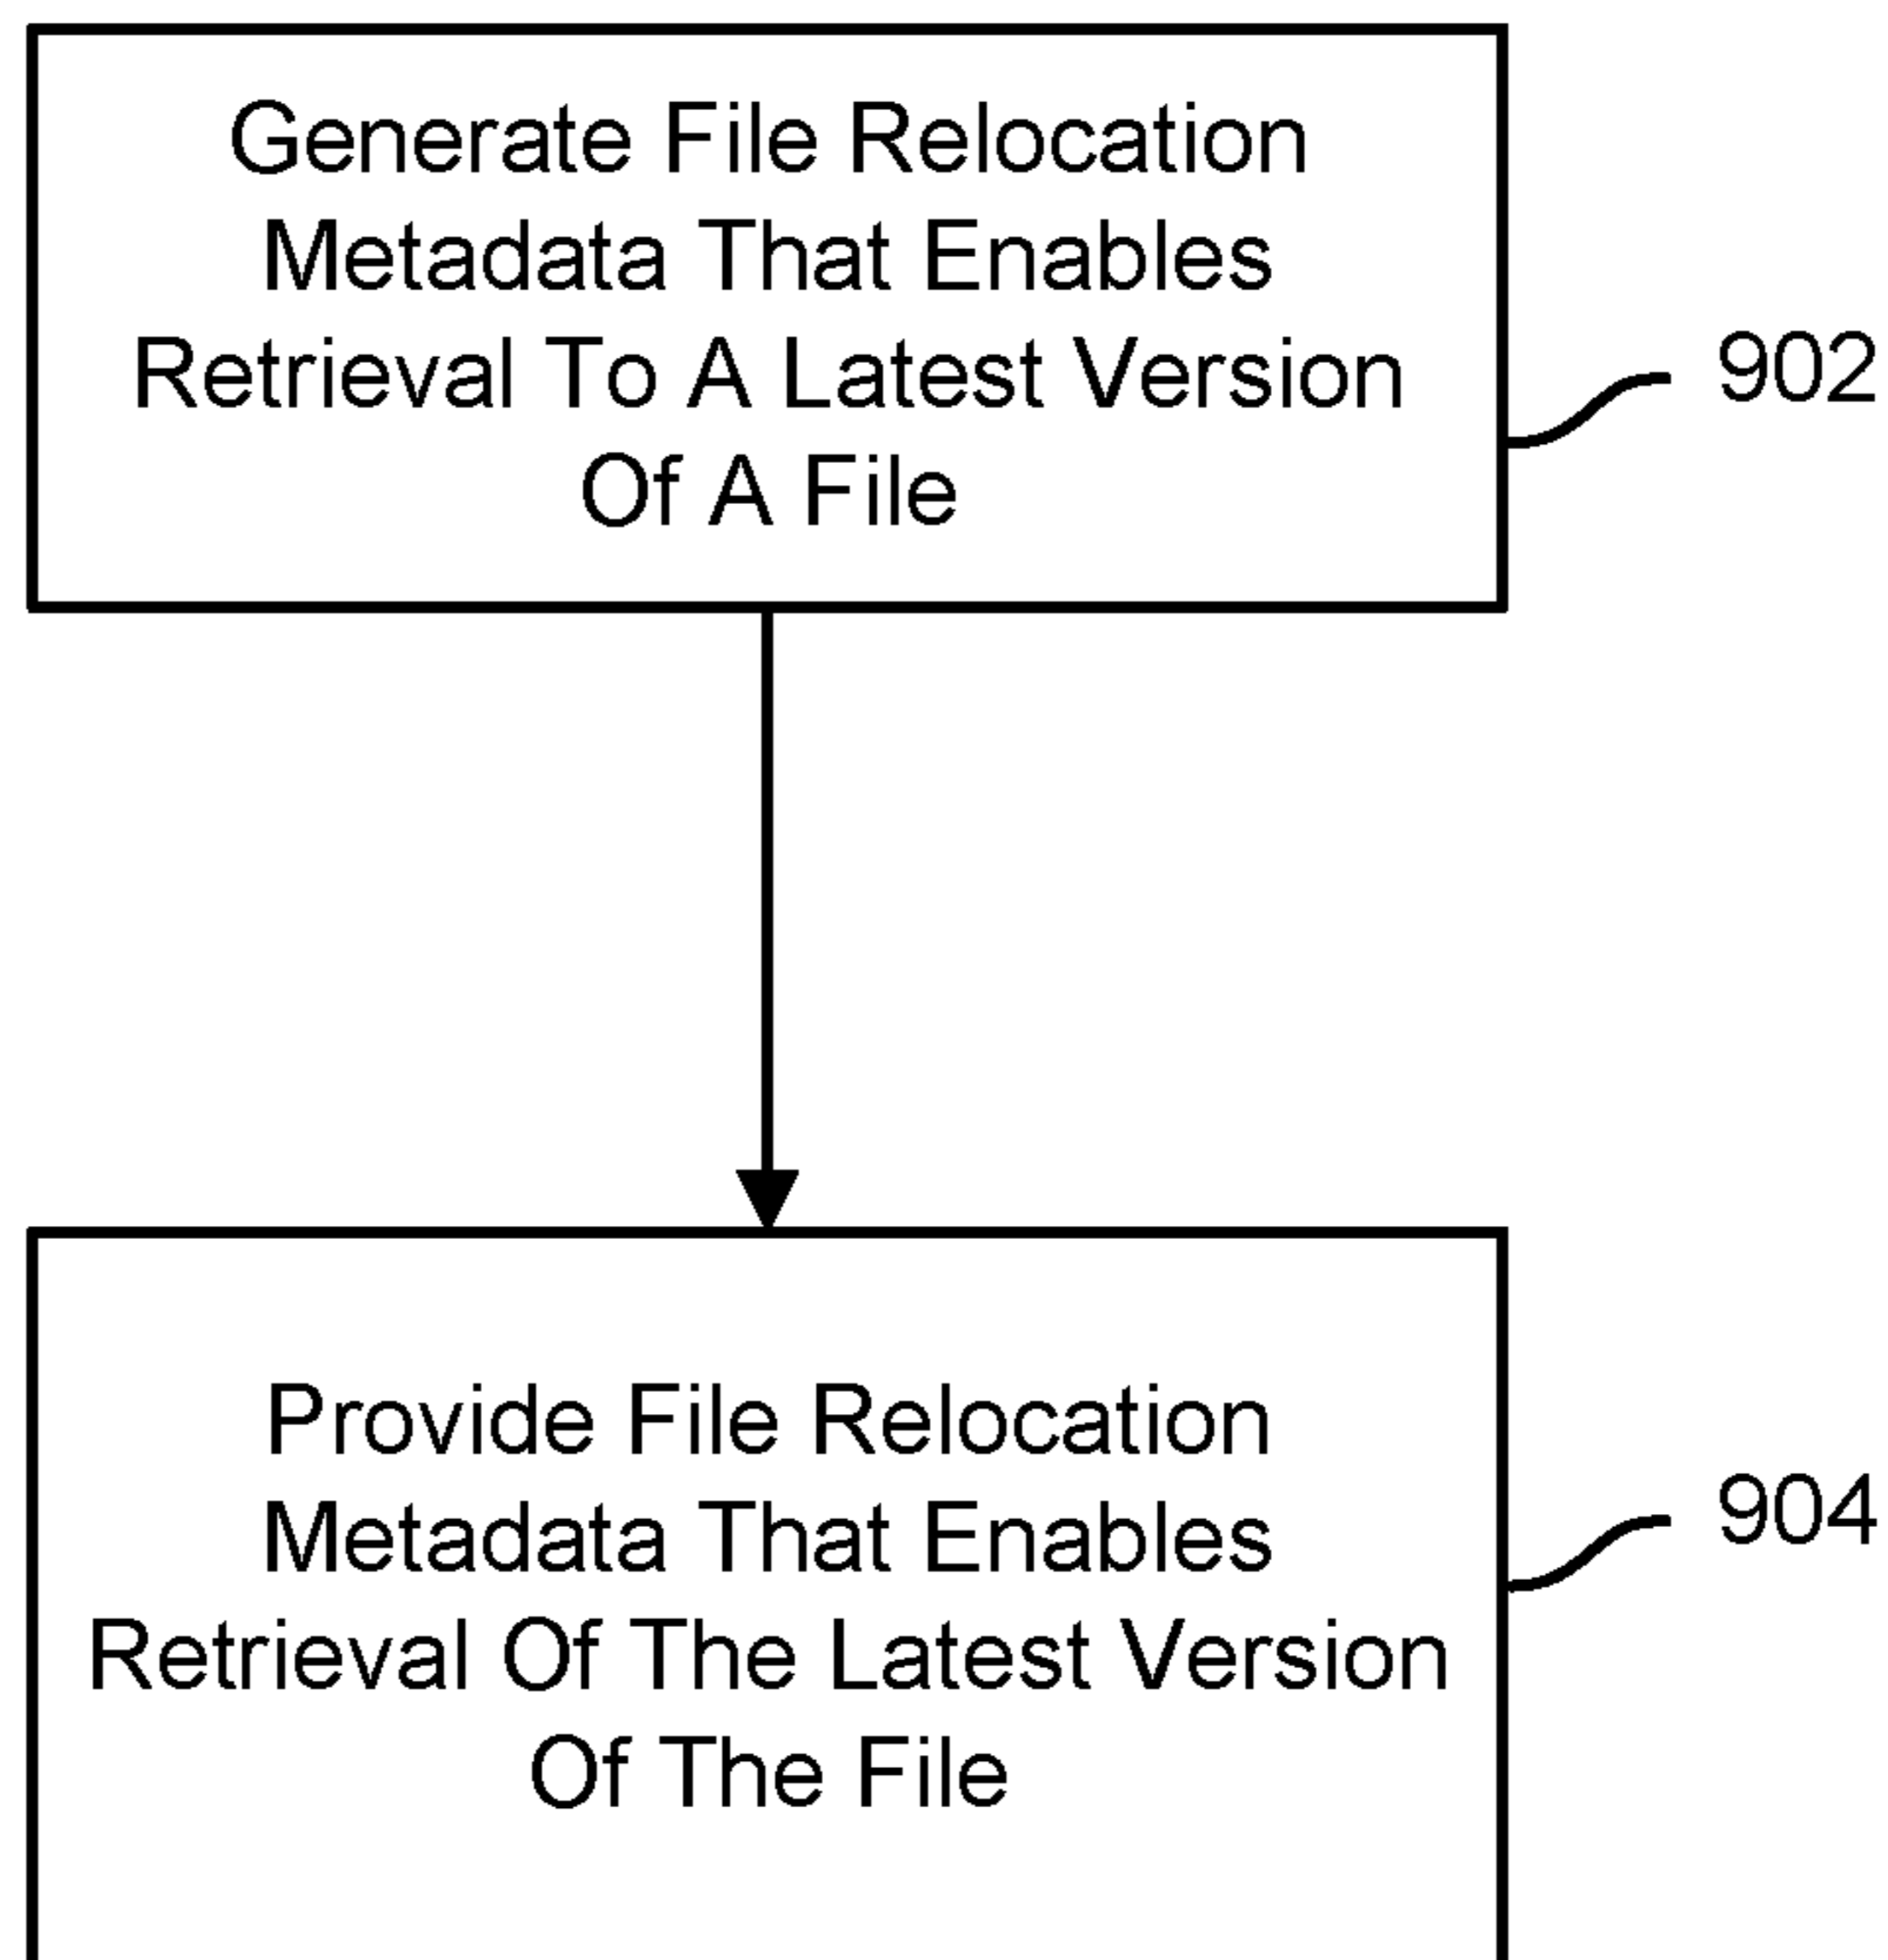 Generate File Relocation
Metadata That Enables
Retrieval To A Latest Version
Of A File
902
Provide File Relocation
Metadata That Enables
Retrieval Of The Latest Version
Of The File
904